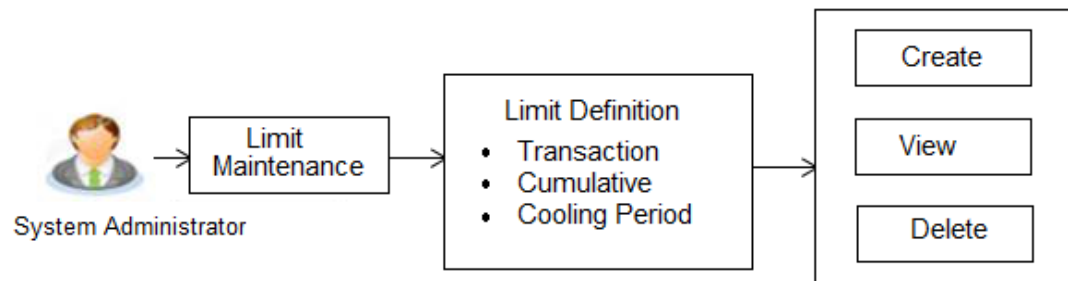 System Administrator
Limit
Maintenance
Limit Definition
• Transaction
• Cumulative
• Cooling Period
Create
View
Delete